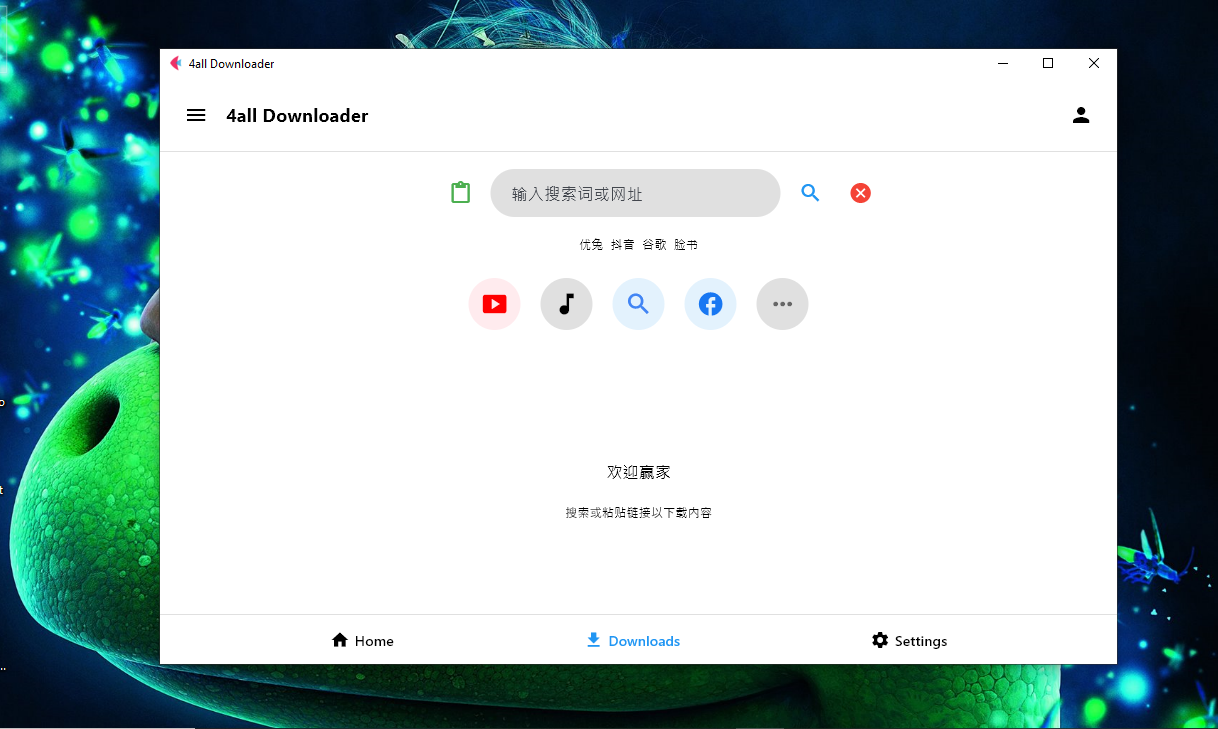 4all Downloader
4all Downloader
输入搜索词或网址
优兔 抖音 谷歌 脸书
欢迎赢家
搜索或粘贴链接以下载内容
Home
Downloads
Settings
o
t
...